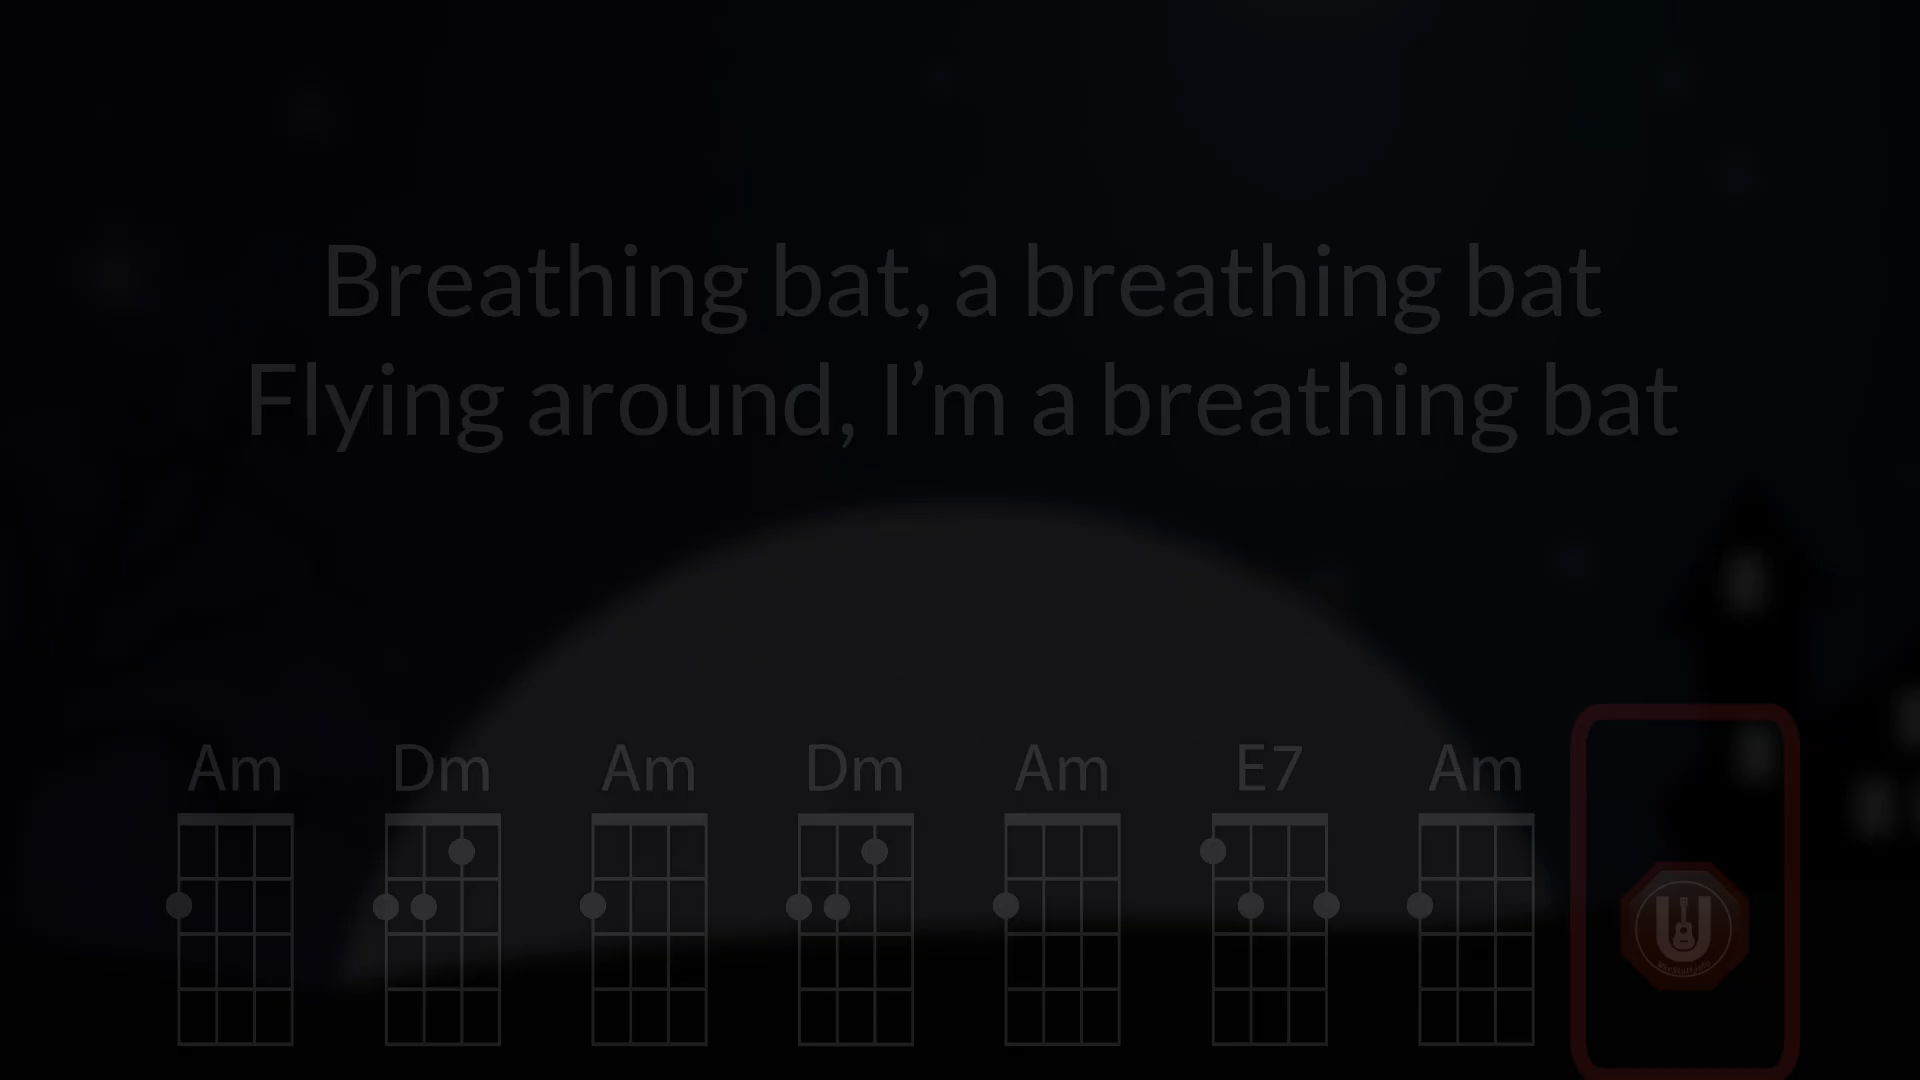 Breathing bat, a breathing bat
Flying around, I’m a breathing bat
Am Dm Am Dm Am E7 Am
U